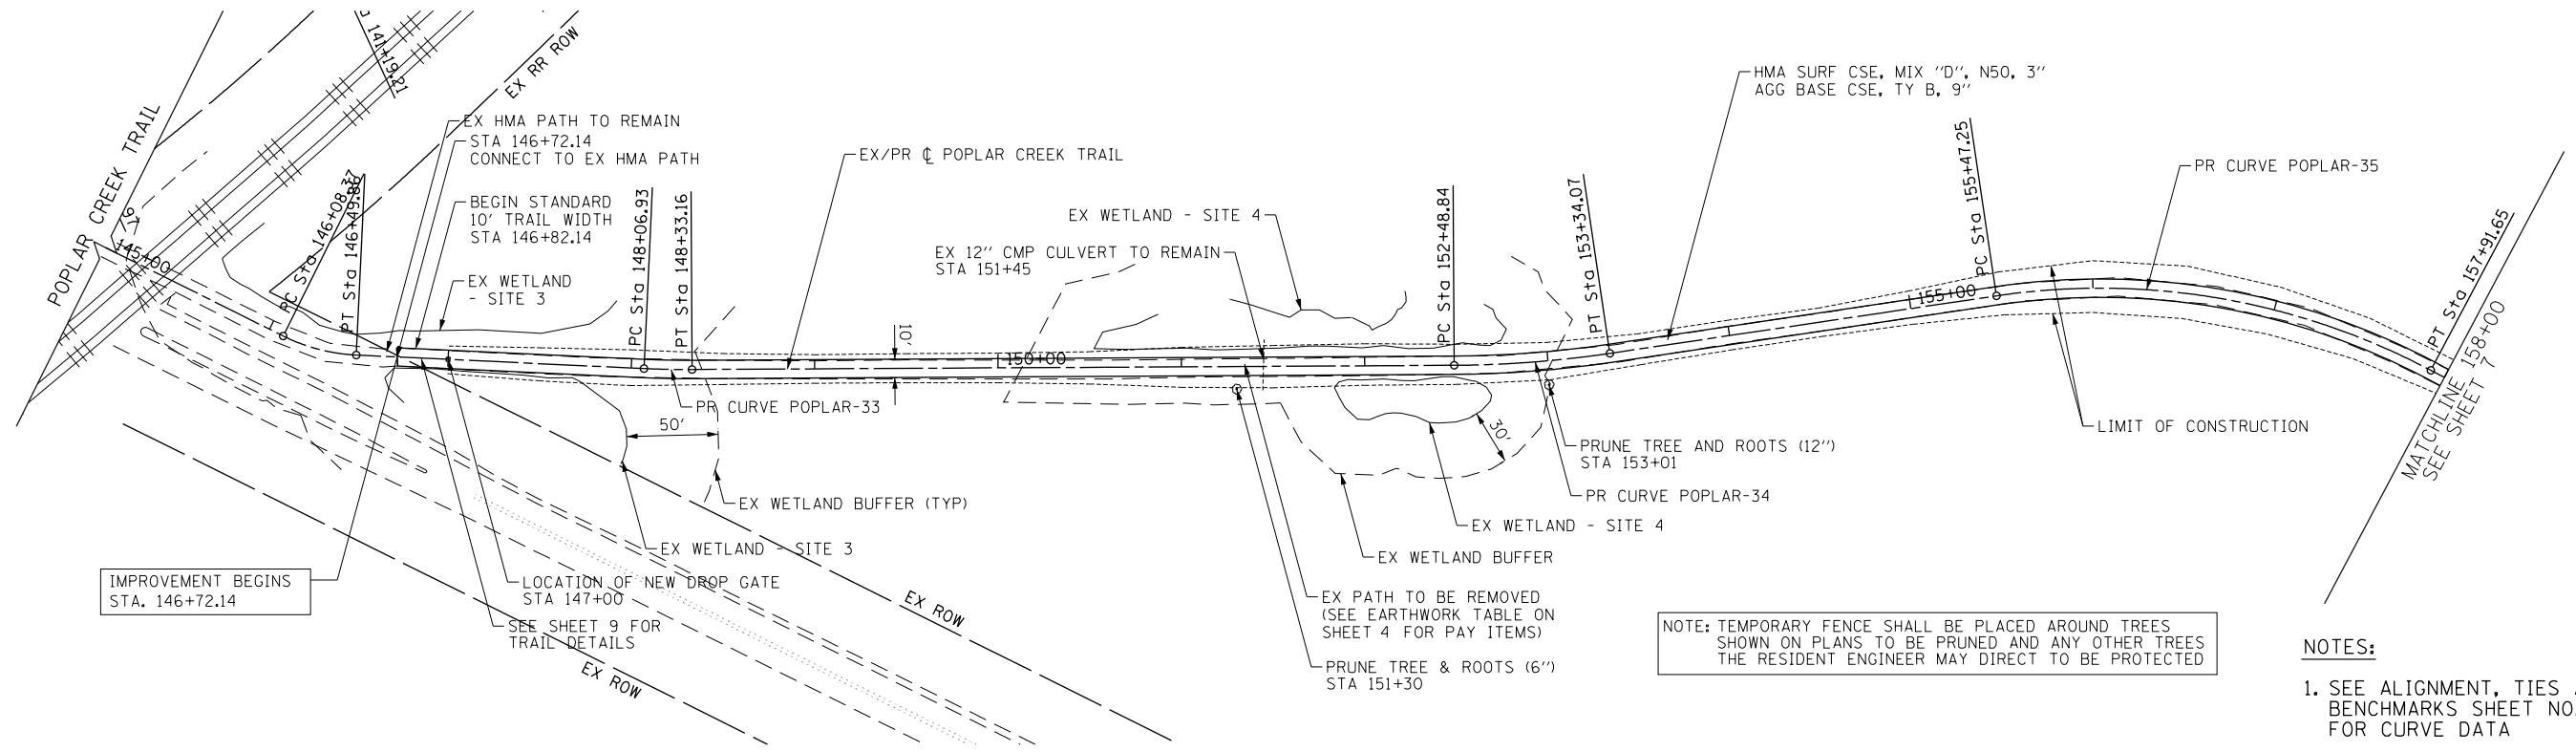 POPLAR CREEK TRAIL
141+19.21
EX RR ROW
97
145+00
PC Sta 146+08.37
PT Sta 146+49.86
EX HMA PATH TO REMAIN
STA 146+72.14
CONNECT TO EX HMA PATH
BEGIN STANDARD
10' TRAIL WIDTH
STA 146+82.14
EX WETLAND
- SITE 3
PC Sta 148+06.93
PT Sta 148+33.16
EX/PR ℄ POPLAR CREEK TRAIL
10'
PR CURVE POPLAR-33
50'
EX WETLAND BUFFER (TYP)
EX WETLAND - SITE 3
LOCATION OF NEW DROP GATE
STA 147+00
SEE SHEET 9 FOR
TRAIL DETAILS
IMPROVEMENT BEGINS
STA. 146+72.14
EX ROW
EX ROW
EX WETLAND - SITE 4
EX 12" CMP CULVERT TO REMAIN
STA 151+45
150+00
PC Sta 152+48.84
PT Sta 153+34.07
HMA SURF CSE, MIX "D", N50, 3"
AGG BASE CSE, TY B, 9"
PC Sta 155+47.25
155+00
PR CURVE POPLAR-35
PT Sta 157+91.65
MATCHLINE 158+00
SEE SHEET 7
LIMIT OF CONSTRUCTION
30'
PRUNE TREE AND ROOTS (12")
STA 153+01
PR CURVE POPLAR-34
EX WETLAND - SITE 4
EX WETLAND BUFFER
EX PATH TO BE REMOVED
(SEE EARTHWORK TABLE ON
SHEET 4 FOR PAY ITEMS)
PRUNE TREE & ROOTS (6")
STA 151+30
NOTE: TEMPORARY FENCE SHALL BE PLACED AROUND TREES
SHOWN ON PLANS TO BE PRUNED AND ANY OTHER TREES
THE RESIDENT ENGINEER MAY DIRECT TO BE PROTECTED
NOTES:
1. SEE ALIGNMENT, TIES
BENCHMARKS SHEET NO.
FOR CURVE DATA